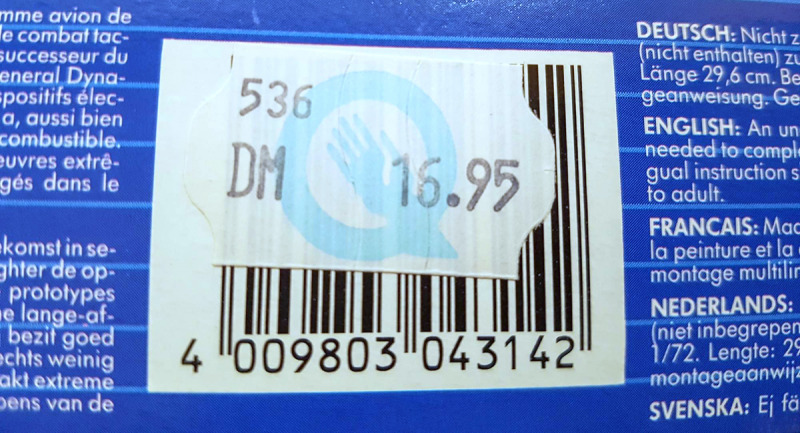 mme avion de
le combat tac-
successeur du
eneral Dyna-
spositifs élec-
a, aussi bien
combustible.
euvres extrê-
gés dans le
ekomst in se-
ghter de op-
prototypes
ne lange-af-
bezit goed
echts weinig
akt extreme
pens van de
536
DM 16.95
4 009803 043142
DEUTSCH: Nicht z
(nicht enthalten) zu
Länge 29,6 cm. Be
geanweisung. Ge
ENGLISH: An un
needed to comple
gual instruction s
to adult.
FRANCAIS: Maq
la peinture et la c
montage multilin
NEDERLANDS:
(niet inbegrepen
1/72. Lengte: 29
montageaanwijz
SVENSKA: Ej fä